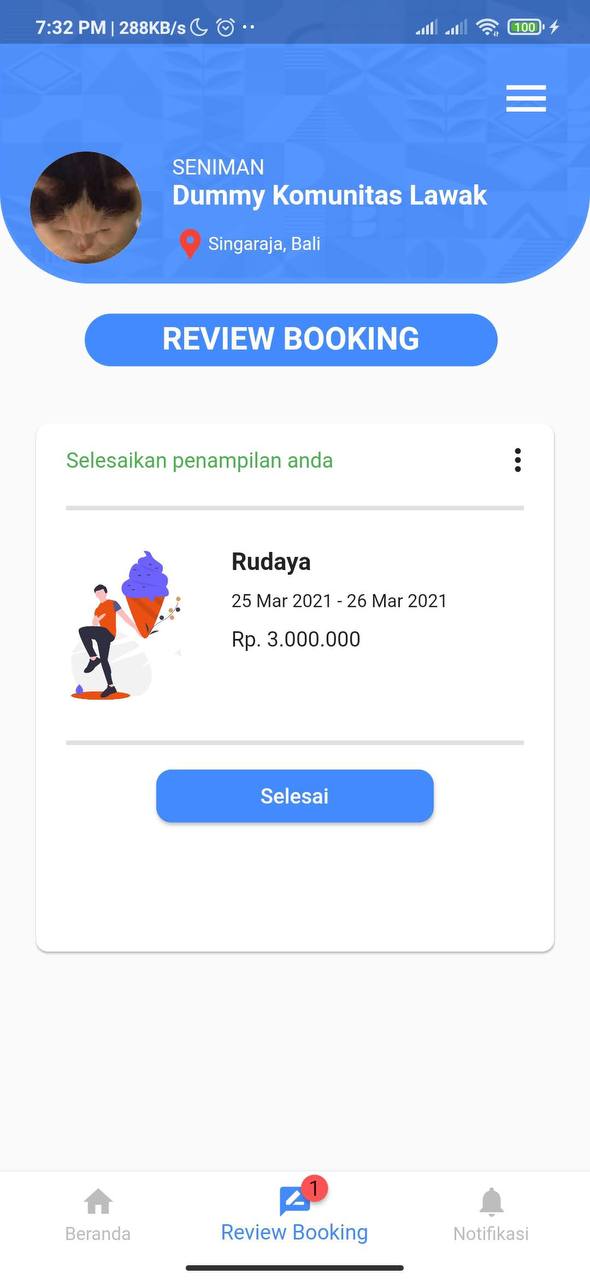 7:32 PM | 288KB/s
100
SENIMAN
Dummy Komunitas Lawak
Singaraja, Bali
REVIEW BOOKING
Selesaikan penampilan anda
Rudaya
25 Mar 2021 - 26 Mar 2021
Rp. 3.000.000
Selesai
1
Beranda
Review Booking
Notifikasi